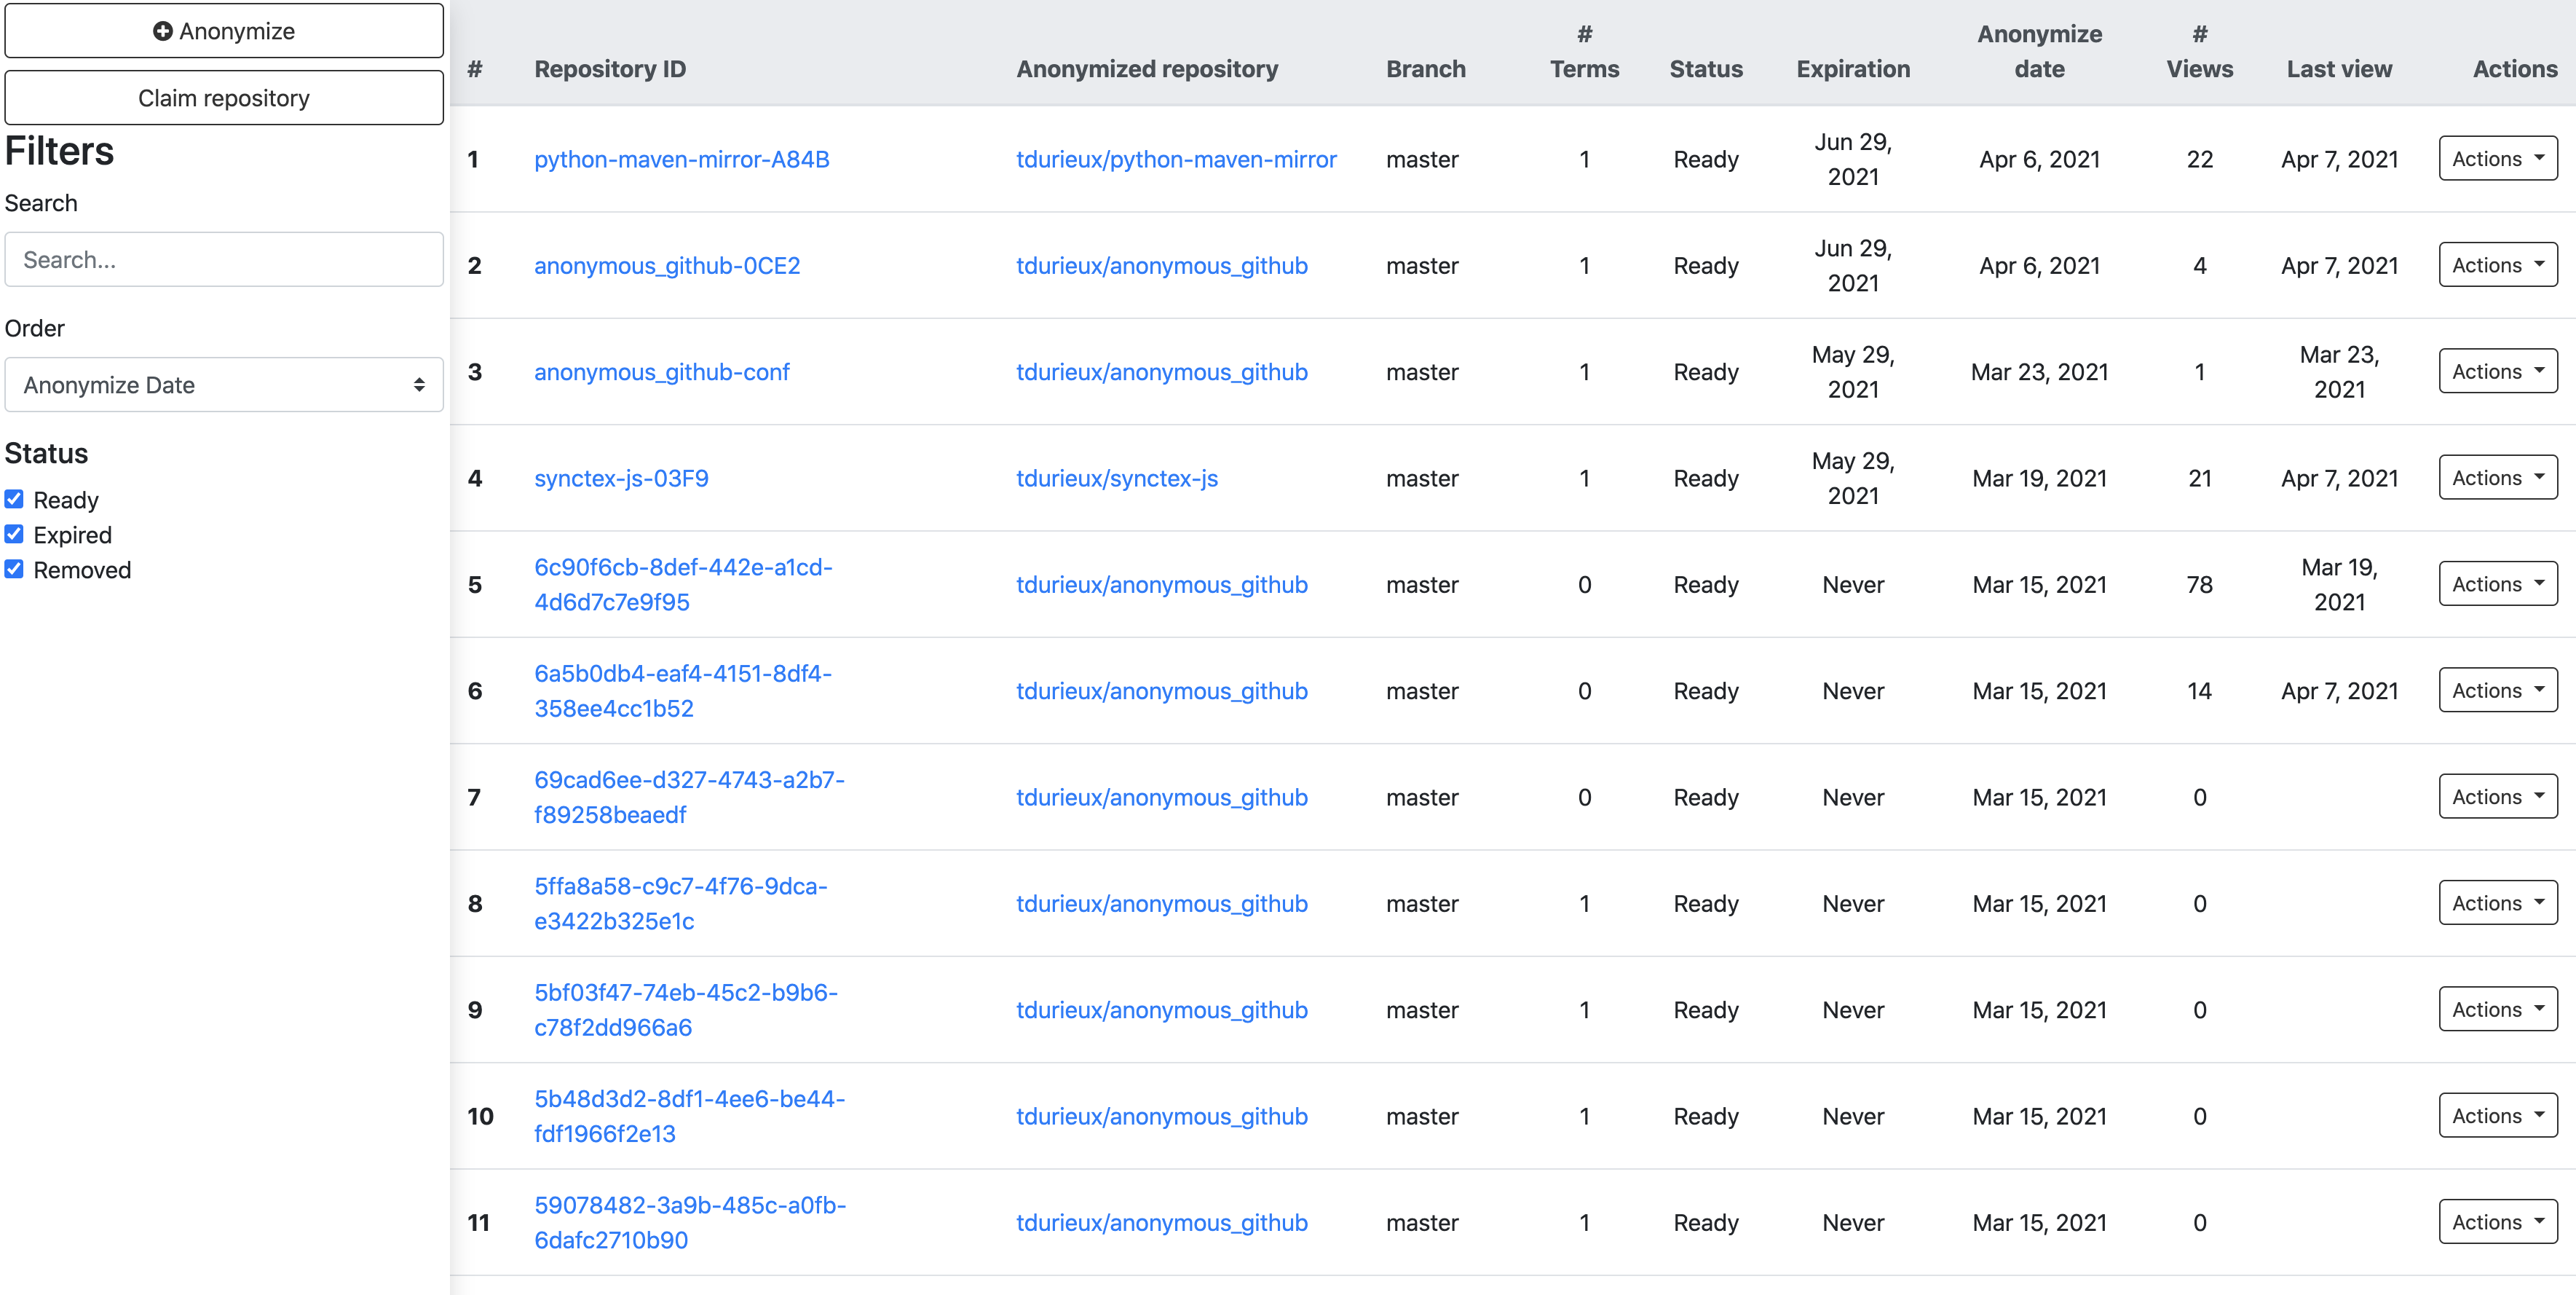 Anonymize
Claim repository
Filters
Search
Search...
Order
Anonymize Date
Status
Ready
Expired
Removed
# Repository ID Anonymized repository Branch # Terms Status Expiration Anonymize date # Views Last view Actions
1 python-maven-mirror-A84B tdurieux/python-maven-mirror master 1 Ready Jun 29, 2021 Apr 6, 2021 22 Apr 7, 2021 Actions
2 anonymous_github-0CE2 tdurieux/anonymous_github master 1 Ready Jun 29, 2021 Apr 6, 2021 4 Apr 7, 2021 Actions
3 anonymous_github-conf tdurieux/anonymous_github master 1 Ready May 29, 2021 Mar 23, 2021 1 Mar 23, 2021 Actions
4 synctex-js-03F9 tdurieux/synctex-js master 1 Ready May 29, 2021 Mar 19, 2021 21 Apr 7, 2021 Actions
5 6c90f6cb-8def-442e-a1cd-4d6d7c7e9f95 tdurieux/anonymous_github master 0 Ready Never Mar 15, 2021 78 Mar 19, 2021 Actions
6 6a5b0db4-eaf4-4151-8df4-358ee4cc1b52 tdurieux/anonymous_github master 0 Ready Never Mar 15, 2021 14 Apr 7, 2021 Actions
7 69cad6ee-d327-4743-a2b7-f89258beaedf tdurieux/anonymous_github master 0 Ready Never Mar 15, 2021 0 Actions
8 5ffa8a58-c9c7-4f76-9dca-e3422b325e1c tdurieux/anonymous_github master 1 Ready Never Mar 15, 2021 0 Actions
9 5bf03f47-74eb-45c2-b9b6-c78f2dd966a6 tdurieux/anonymous_github master 1 Ready Never Mar 15, 2021 0 Actions
10 5b48d3d2-8df1-4ee6-be44-fdf1966f2e13 tdurieux/anonymous_github master 1 Ready Never Mar 15, 2021 0 Actions
11 59078482-3a9b-485c-a0fb-6dafc2710b90 tdurieux/anonymous_github master 1 Ready Never Mar 15, 2021 0 Actions